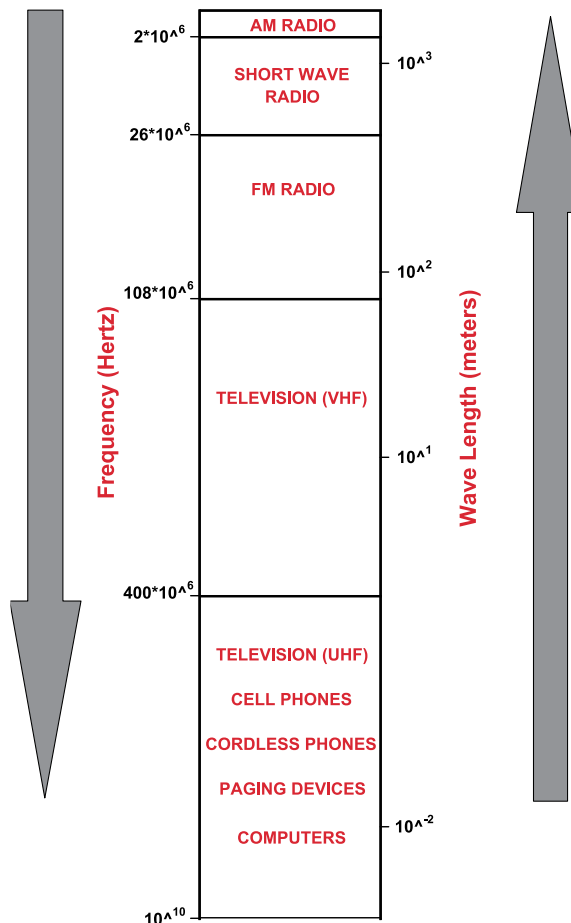 AM RADIO
2*10^6
10^3
SHORT WAVE
RADIO
26*10^6
FM RADIO
10^2
108*10^6
Frequency (Hertz)
Wave Length (meters)
TELEVISION (VHF)
10^1
400*10^6
TELEVISION (UHF)
CELL PHONES
CORDLESS PHONES
PAGING DEVICES
10^-2
COMPUTERS
10^10